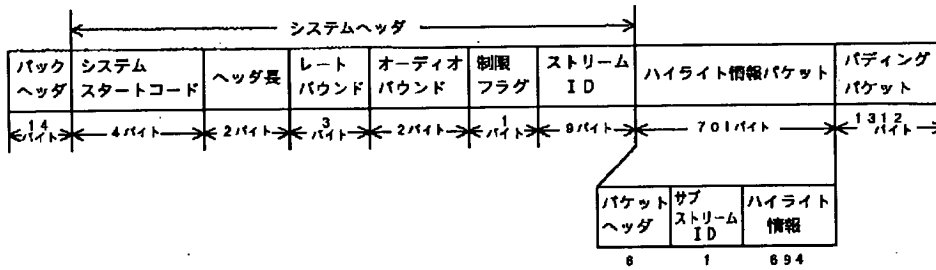 システムヘッダ
パック
ヘッダ
システム
スタートコード
ヘッダ長
レート
バウンド
オーディオ
バウンド
制限
フラグ
ストリーム
ID
ハイライト情報パケット
パディング
パケット
14
バイト
4バイト
2バイト
3
バイト
2バイト
1
バイト
9バイト
701バイト
1312
バイト
パケット
ヘッダ
サブ
ストリーム
ID
ハイライト
情報
6
1
694